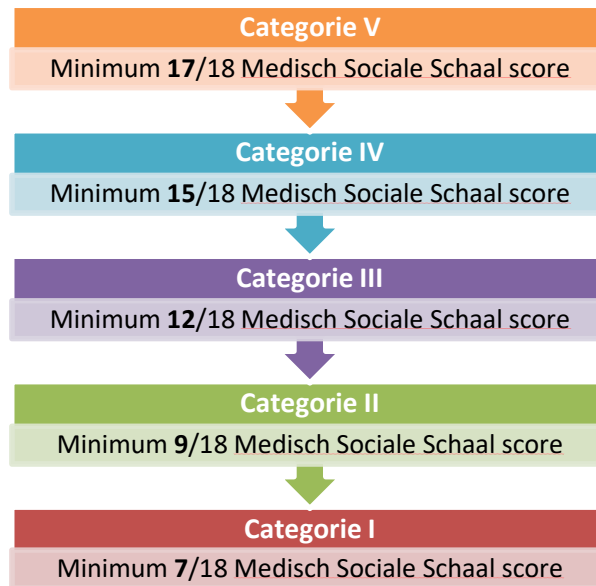 Categorie V
Minimum 17/18 Medisch Sociale Schaal score
Categorie IV
Minimum 15/18 Medisch Sociale Schaal score
Categorie III
Minimum 12/18 Medisch Sociale Schaal score
Categorie II
Minimum 9/18 Medisch Sociale Schaal score
Categorie I
Minimum 7/18 Medisch Sociale Schaal score